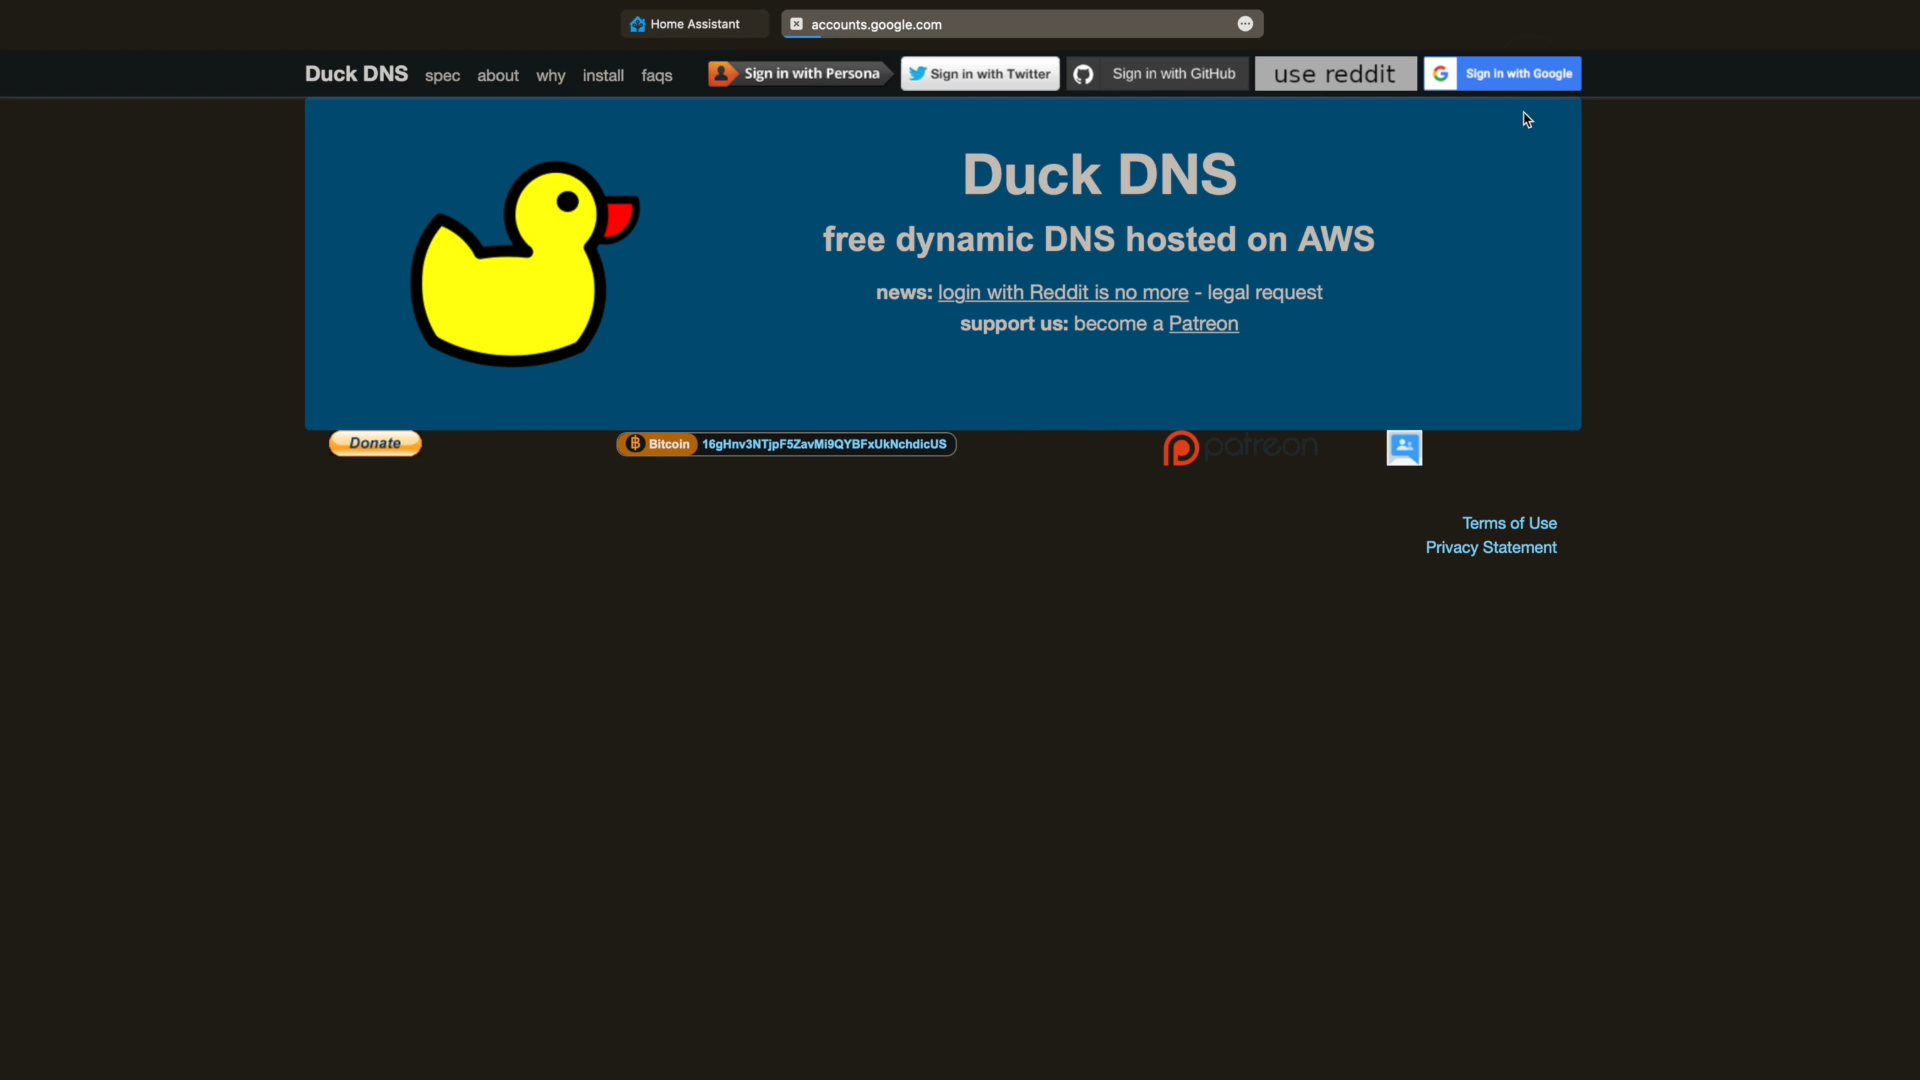 Home Assistant
accounts.google.com
Duck DNS spec about why install faqs
Sign in with Persona
Sign in with Twitter
Sign in with GitHub
use reddit
G Sign in with Google
Duck DNS
free dynamic DNS hosted on AWS
news: login with Reddit is no more - legal request
support us: become a Patreon
Donate
Bitcoin 16gHnv3NTjpF5ZavMi9QYBFxUkNchdicUS
patreon
Terms of Use
Privacy Statement